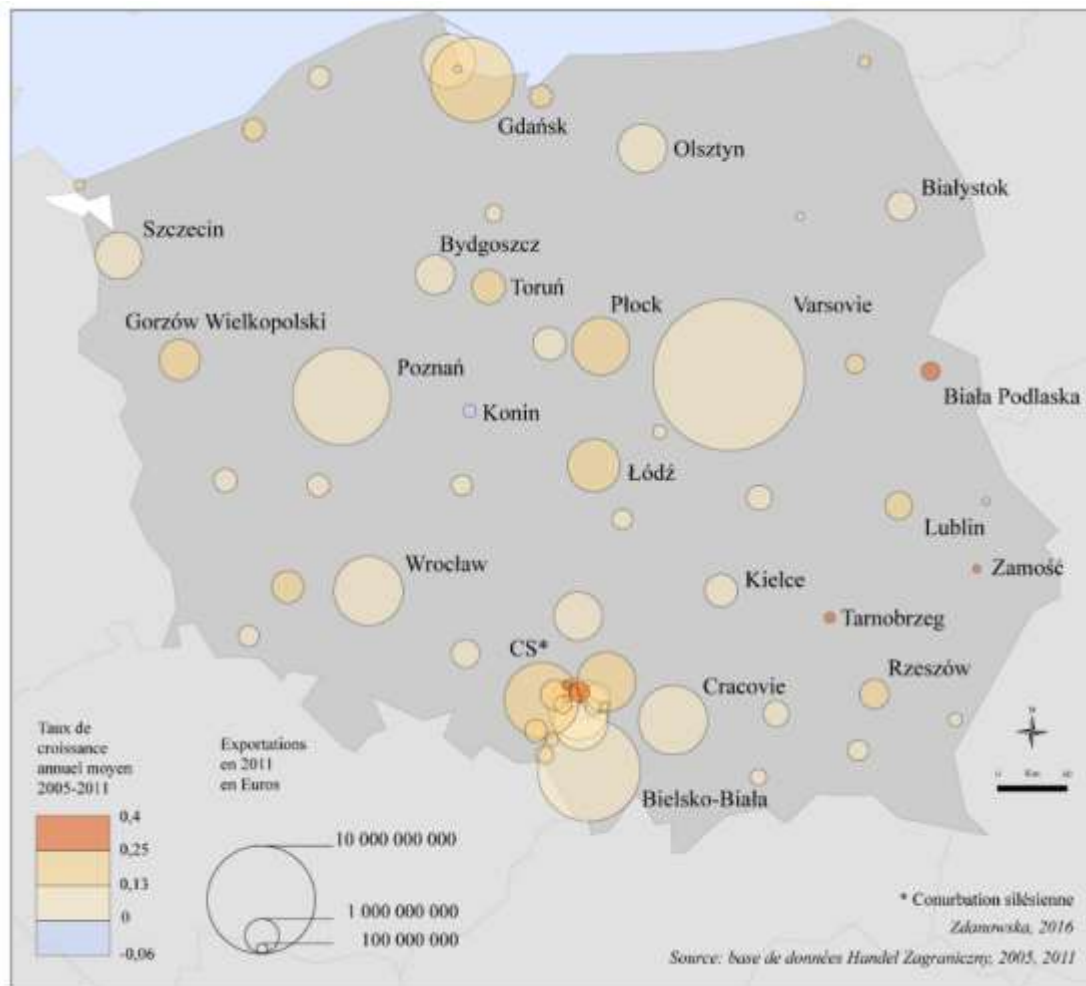 Gdańsk
Olsztyn
Białystok
Szczecin
Bydgoszcz
Toruń
Płock
Varsovie
Gorzów Wielkopolski
Poznań
Biała Podlaska
Konin
Łódź
Lublin
Wrocław
Kielce
Zamość
Tarnobrzeg
CS*
Rzeszów
Cracovie
Bielsko-Biała
Taux de
croissance
annuel moyen
2005-2011
0,4
0,25
0,13
0
-0,06
Exportations
en 2011
en Euros
10 000 000 000
1 000 000 000
100 000 000
N
0 Km 60
* Conurbation silésienne
Zdanowska, 2016
Source: base de données Handel Zagraniczny, 2005, 2011